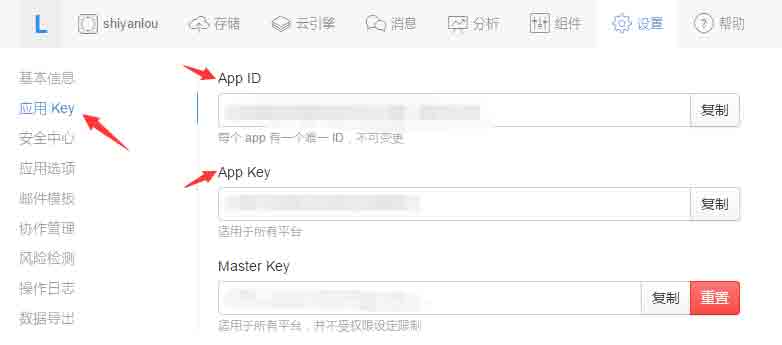 L shiyanlou 存储 云引擎 消息 分析 组件 设置 帮助
基本信息
应用 Key
安全中心
应用选项
邮件模板
协作管理
风险检测
操作日志
数据导出
App ID
复制
每个 app 有一个唯一 ID，不可变更
App Key
复制
适用于所有平台
Master Key
复制 重置
适用于所有平台，并不受权限设定限制